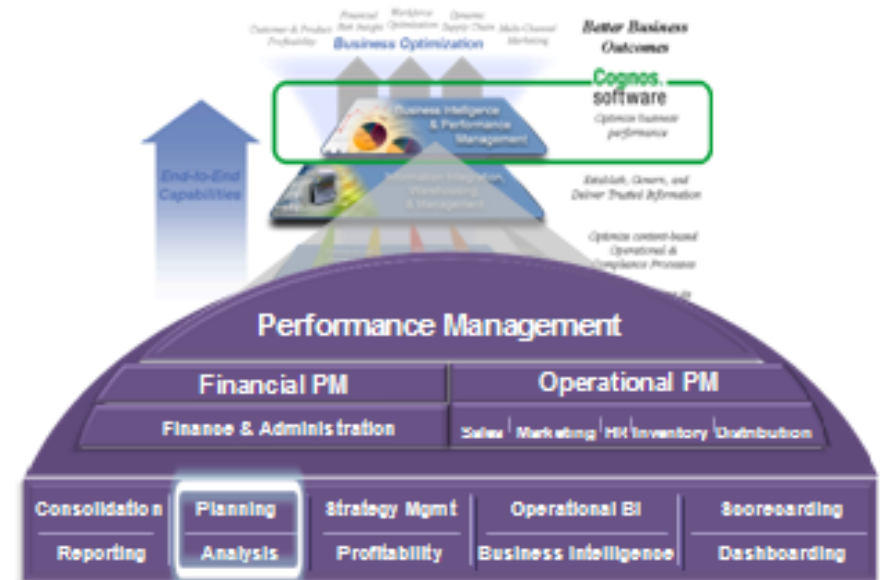 Financial Workforce Dynamic
Customer & Product Risk Insight Optimization Supply Chain Multi-Channel
Profitability Marketing
Business Optimization
Better Business
Outcomes
Cognos.
software
Optimize business
performance
Business Intelligence
& Performance
Management
End-to-End
Capabilities
Information Integration,
Warehousing,
& Management
Establish, Govern, and
Deliver Trusted Information
Optimize content-based
Operational &
Compliance Processes
Performance Management
Financial PM
Operational PM
Finance & Administration
Sales Marketing HR Inventory Distribution
Consolidation Planning Strategy Mgmt Operational BI Scorecarding
Reporting Analysis Profitability Business Intelligence Dashboarding